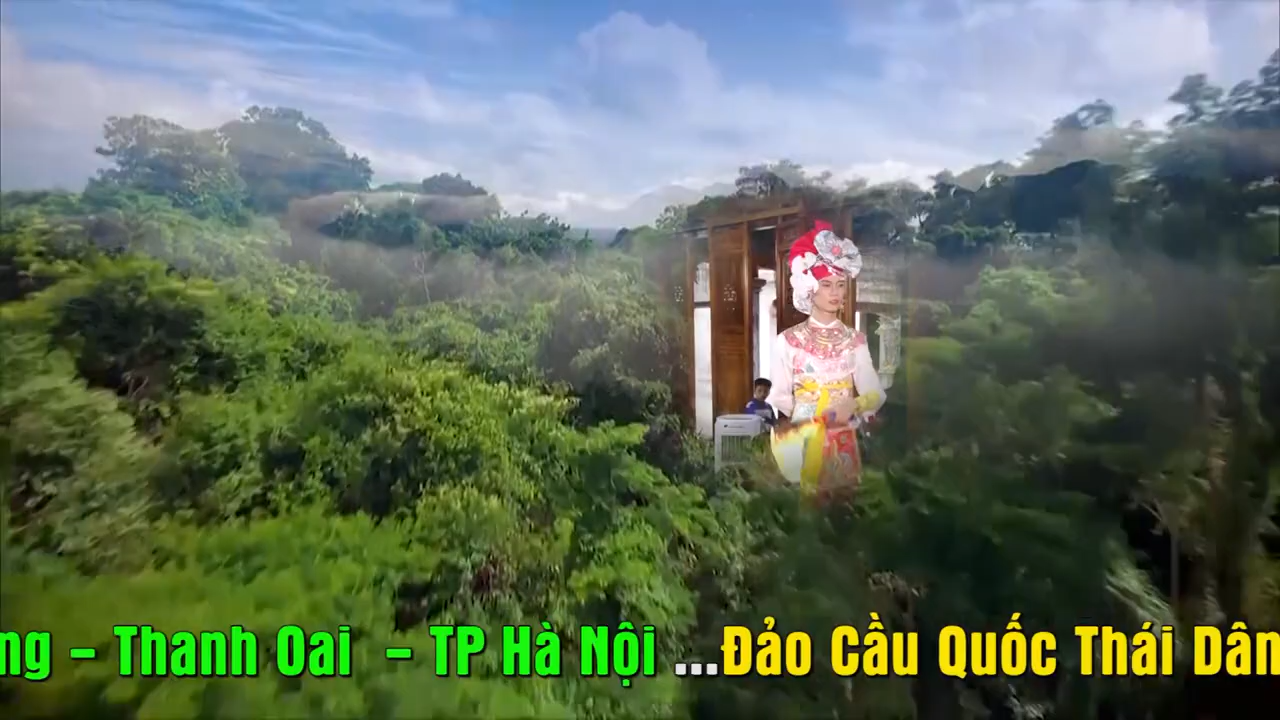 ng – Thanh Oai – TP Hà Nội ...Đảo Cầu Quốc Thái Dân